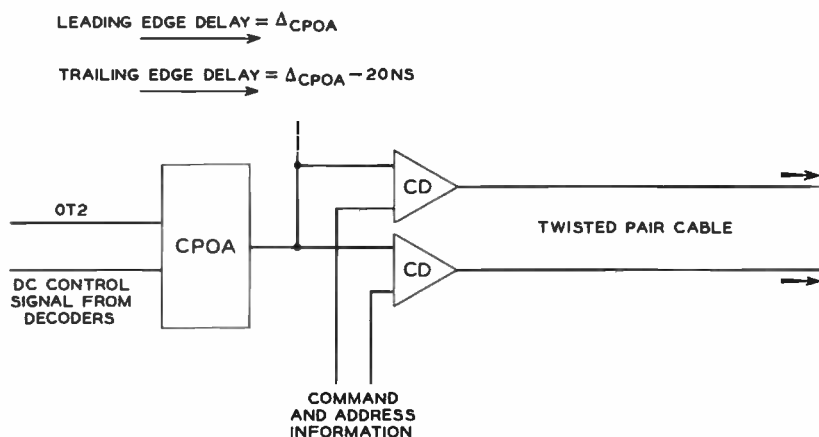 LEADING EDGE DELAY = ΔCPOA
TRAILING EDGE DELAY = ΔCPOA − 20NS
OT2
CPOA
DC CONTROL
SIGNAL FROM
DECODERS
CD
CD
TWISTED PAIR CABLE
COMMAND
AND ADDRESS
INFORMATION